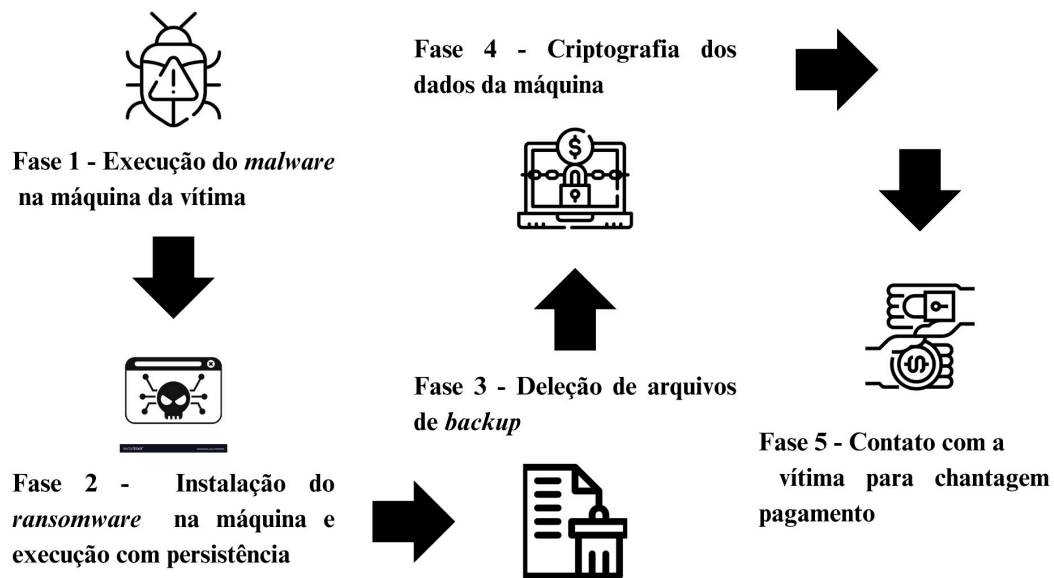 Fase 1 - Execução do malware
na máquina da vítima
Fase 2 - Instalação do
ransomware na máquina e
execução com persistência
Fase 3 - Deleção de arquivos
de backup
Fase 4 - Criptografia dos
dados da máquina
Fase 5 - Contato com a
vítima para chantagem
pagamento